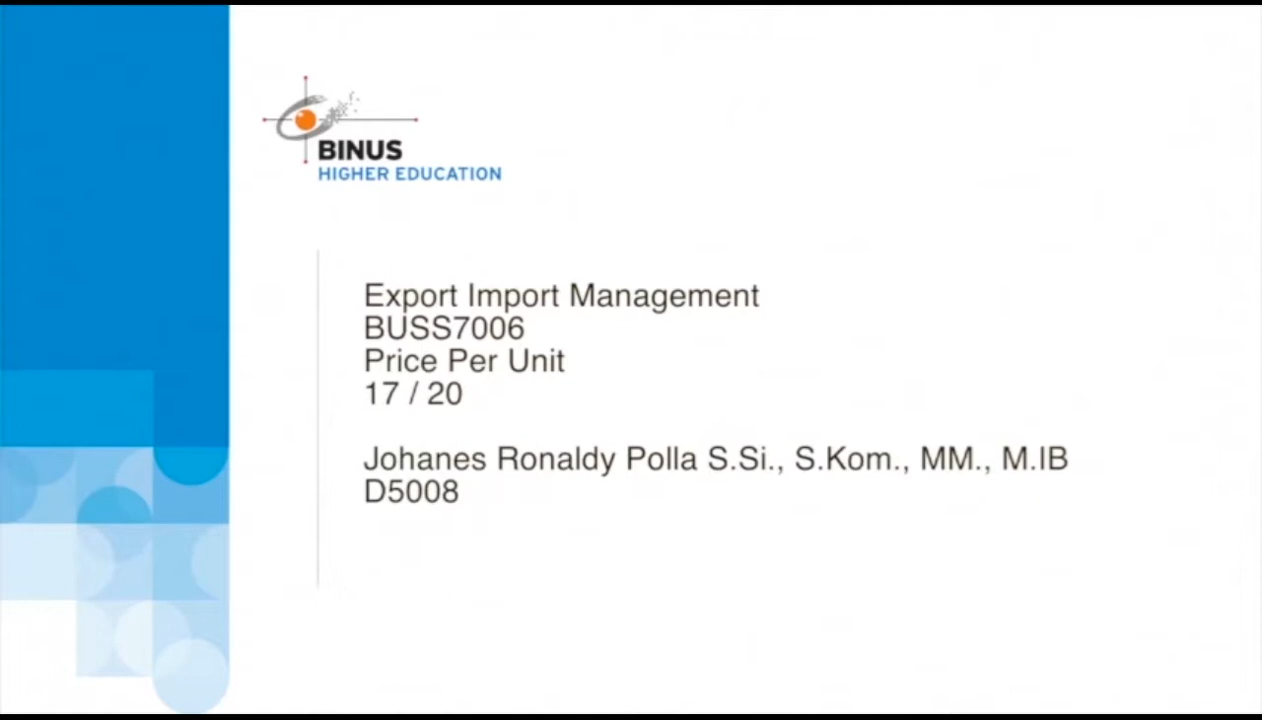 BINUS
HIGHER EDUCATION
Export Import Management
BUSS7006
Price Per Unit
17 / 20
Johanes Ronaldy Polla S.Si., S.Kom., MM., M.IB
D5008